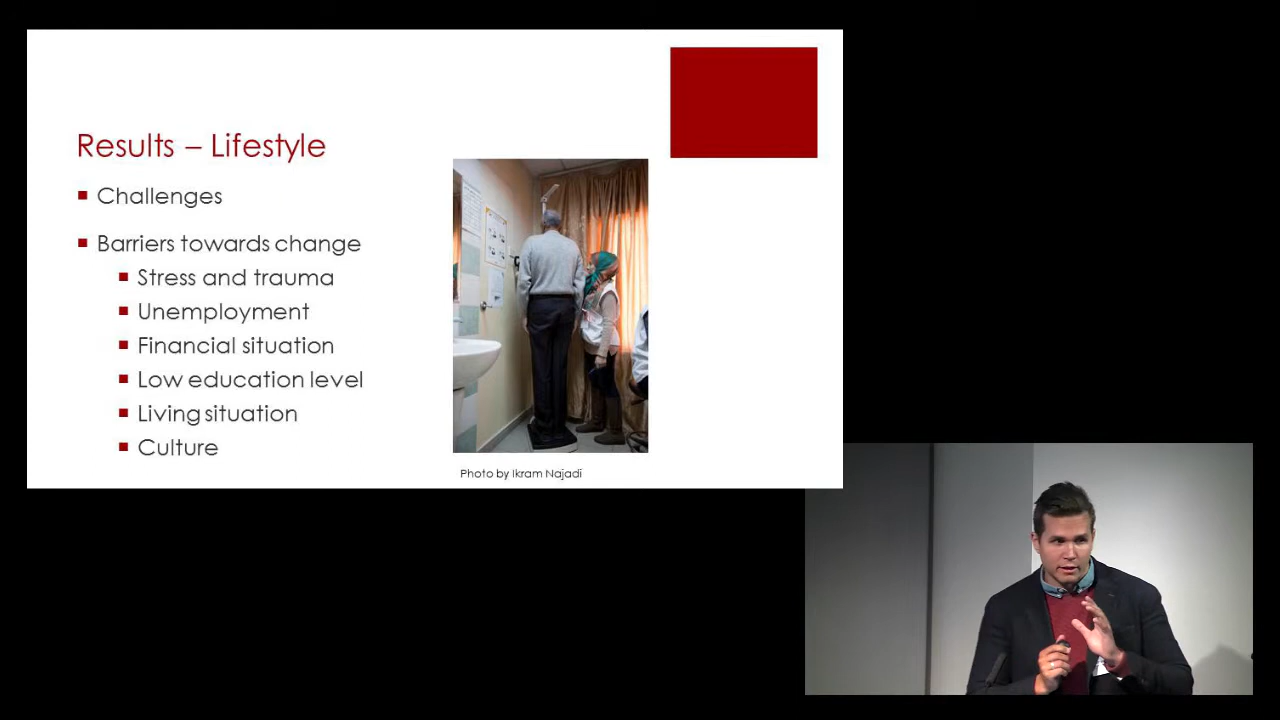 Results – Lifestyle
Challenges
Barriers towards change
Stress and trauma
Unemployment
Financial situation
Low education level
Living situation
Culture
Photo by Ikram Najadi